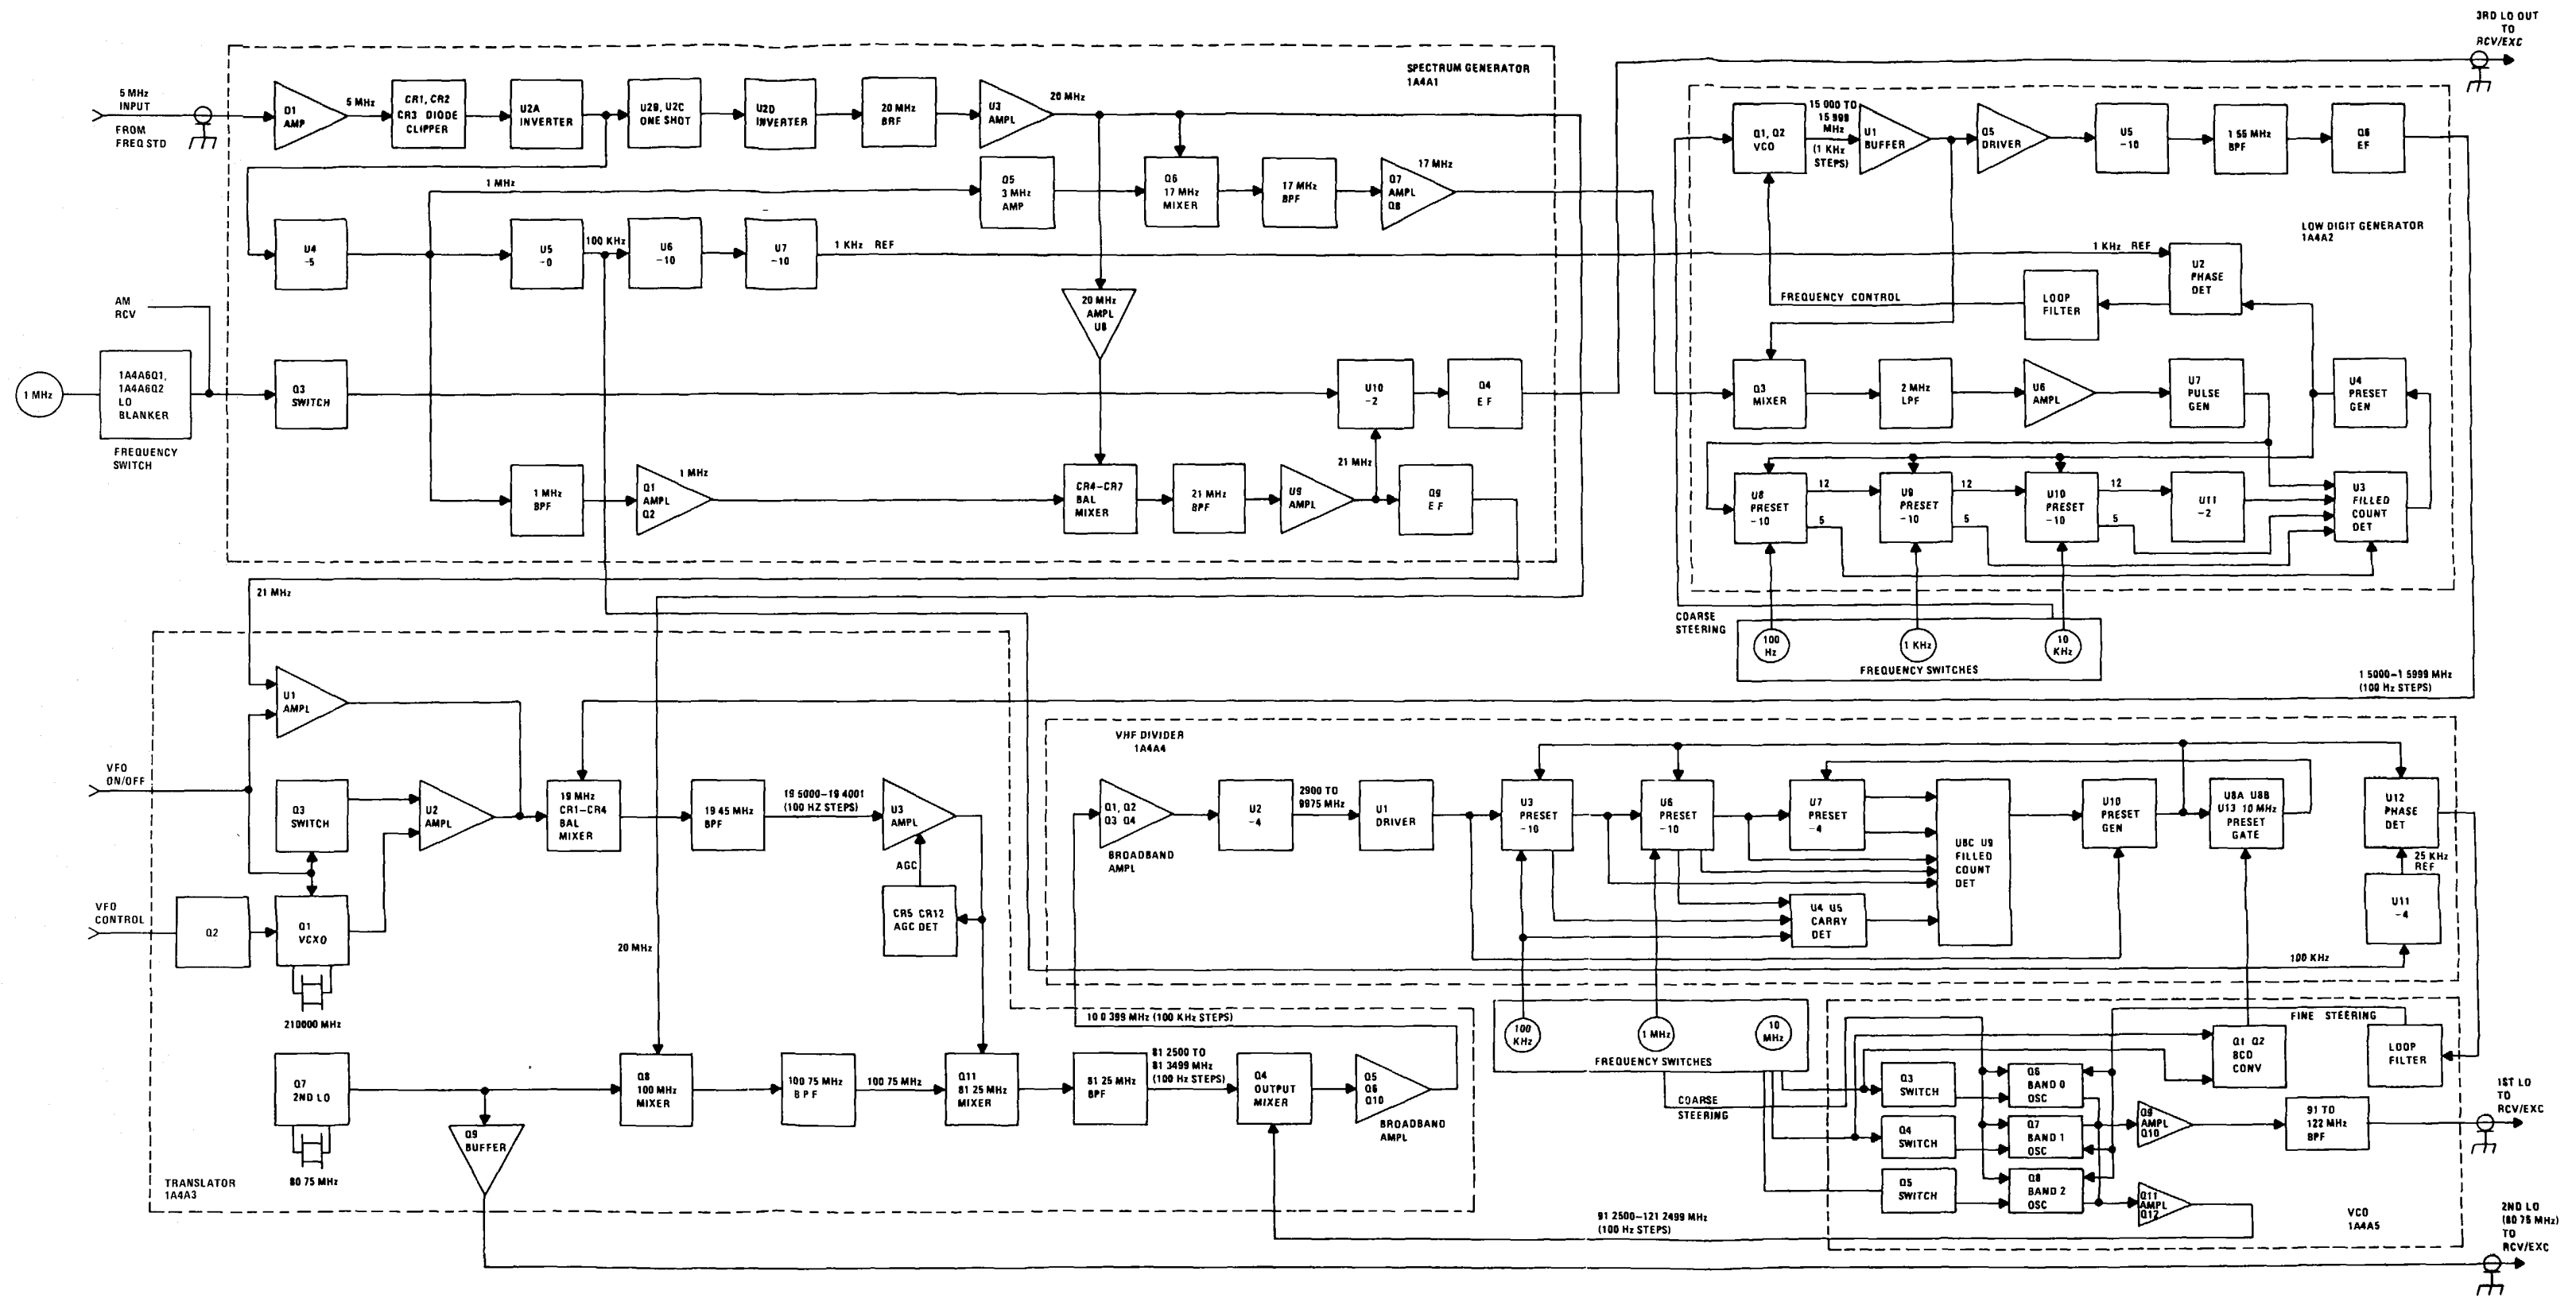 3RD LO OUT
TO
RCV/EXC
SPECTRUM GENERATOR
1A4A1
5 MHz
INPUT
FROM
FREQ STD
Q1
AMP
5 MHz
CR1, CR2
CR3 DIODE
CLIPPER
U2A
INVERTER
U2B, U2C
ONE SHOT
U2D
INVERTER
20 MHz
BRF
U3
AMPL
20 MHz
1 MHz
Q5
3 MHz
AMP
Q6
17 MHz
MIXER
17 MHz
BPF
Q7
AMPL
Q8
17 MHz
U4
-5
U5
-0
100 KHz
U6
-10
U7
-10
1 KHz REF
20 MHz
AMPL
U8
AM
RCV
1 MHz
1A4A6Q1,
1A4A6Q2
LO
BLANKER
FREQUENCY
SWITCH
Q3
SWITCH
U10
-2
Q4
EF
1 MHz
BPF
Q1
AMPL
Q2
1 MHz
CR4-CR7
BAL
MIXER
21 MHz
BPF
U9
AMPL
21 MHz
Q9
EF
LOW DIGIT GENERATOR
1A4A2
Q1, Q2
VCO
15 000 TO
15 999
MHz
(1 KHz
STEPS)
U1
BUFFER
Q5
DRIVER
U5
-10
1 55 MHz
BPF
Q6
EF
1 KHz REF
U2
PHASE
DET
LOOP
FILTER
FREQUENCY CONTROL
Q3
MIXER
2 MHz
LPF
U6
AMPL
U7
PULSE
GEN
U4
PRESET
GEN
U8
PRESET
-10
12
5
U9
PRESET
-10
12
5
U10
PRESET
-10
12
5
U11
-2
U3
FILLED
COUNT
DET
COARSE
STEERING
100
Hz
1 KHz
10
KHz
FREQUENCY SWITCHES
1 5000-1 5999 MHz
(100 Hz STEPS)
21 MHz
U1
AMPL
VFO
ON/OFF
Q3
SWITCH
U2
AMPL
19 MHz
CR1-CR4
BAL
MIXER
19 45 MHz
BPF
19 5000-19 4001
(100 HZ STEPS)
U3
AMPL
AGC
CR5 CR12
AGC DET
VFO
CONTROL
Q2
Q1
VCXO
210000 MHz
20 MHz
Q7
2ND LO
80 75 MHz
Q9
BUFFER
Q8
100 MHz
MIXER
100 75 MHz
BPF
100 75 MHz
Q11
81 25 MHz
MIXER
81 25 MHz
BPF
81 2500 TO
81 3499 MHz
(100 Hz STEPS)
Q4
OUTPUT
MIXER
Q5
Q6
Q10
BROADBAND
AMPL
10 0 399 MHz (100 KHz STEPS)
TRANSLATOR
1A4A3
VHF DIVIDER
1A4A4
Q1, Q2
Q3 Q4
BROADBAND
AMPL
U2
-4
2900 TO
9975 MHz
U1
DRIVER
U3
PRESET
-10
U6
PRESET
-10
U7
PRESET
-4
U4 U5
CARRY
DET
U8C U9
FILLED
COUNT
DET
U10
PRESET
GEN
U8A U8B
U13 10 MHz
PRESET
GATE
U12
PHASE
DET
25 KHz
REF
U11
-4
100 KHz
100
KHz
1 MHz
10
MHz
FREQUENCY SWITCHES
COARSE
STEERING
FINE STEERING
Q1 Q2
BCD
CONV
LOOP
FILTER
Q3
SWITCH
Q6
BAND 0
OSC
Q4
SWITCH
Q7
BAND 1
OSC
Q5
SWITCH
Q8
BAND 2
OSC
Q9
AMPL
Q10
91 TO
122 MHz
BPF
Q11
AMPL
Q12
1ST LO
TO
RCV/EXC
VCO
1A4A5
91 2500-121 2499 MHz
(100 Hz STEPS)
2ND LO
(80 75 MHz)
TO
RCV/EXC